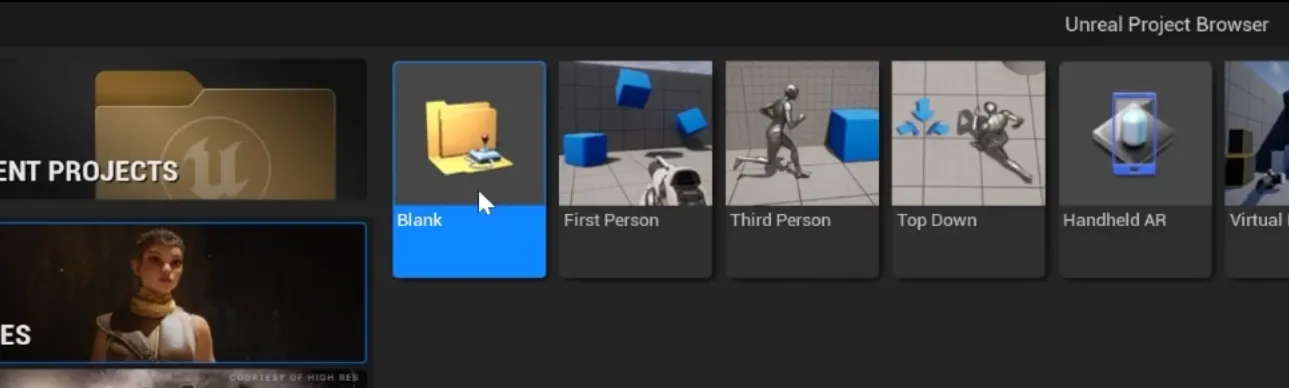 Unreal Project Browser
ENT PROJECTS
ES
COURTESY OF HIGH RES
Blank
First Person
Third Person
Top Down
Handheld AR
Virtual